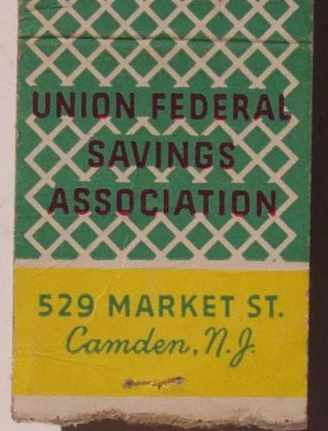 UNION FEDERAL
SAVINGS
ASSOCIATION
529 MARKET ST.
Camden, N.J.